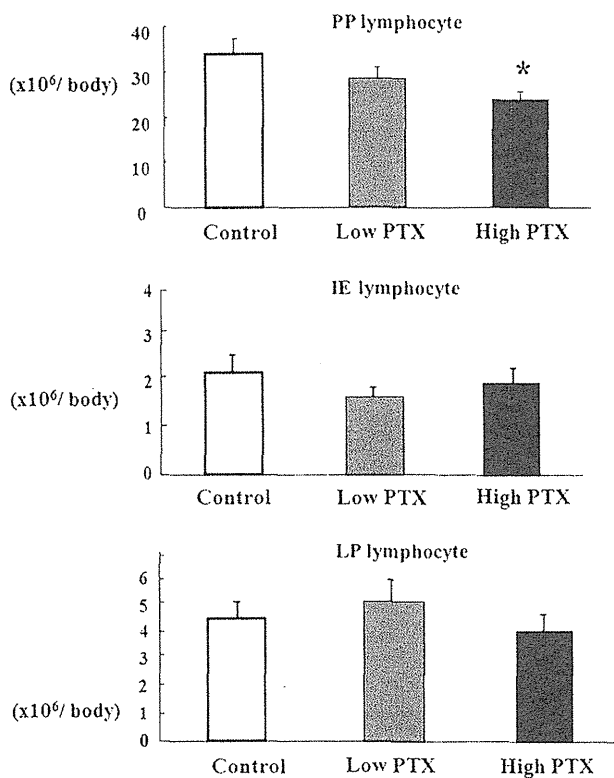 PP lymphocyte
(x10⁶/ body)
40
30
20
10
0
*
Control Low PTX High PTX
IE lymphocyte
(x10⁶/ body)
4
3
2
1
0
Control Low PTX High PTX
LP lymphocyte
(x10⁶/ body)
6
5
4
3
2
1
0
Control Low PTX High PTX